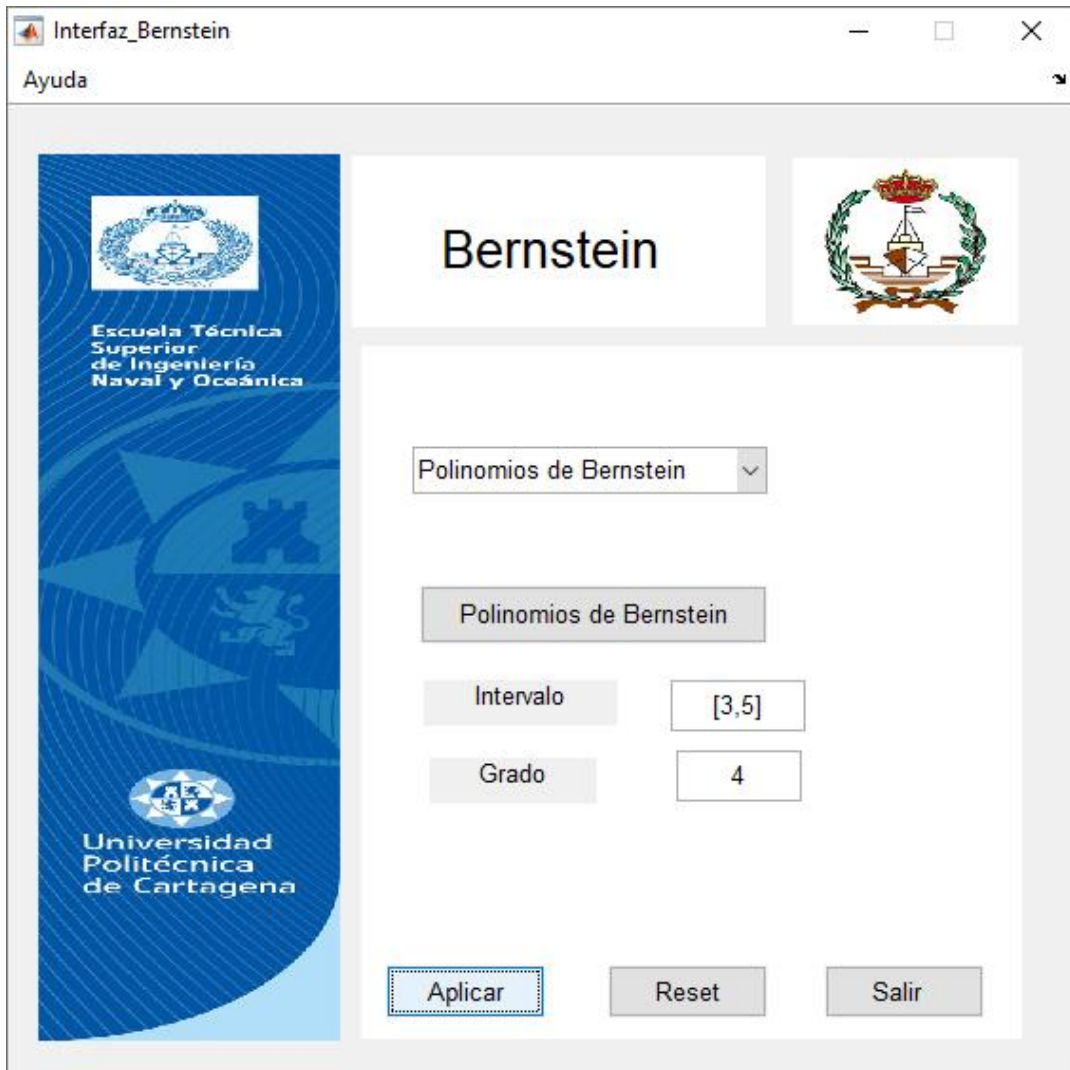 Interfaz_Bernstein
Ayuda
Escuela Técnica
Superior
de Ingeniería
Naval y Oceánica
Universidad
Politécnica
de Cartagena
Bernstein
Polinomios de Bernstein
Polinomios de Bernstein
Intervalo [3,5]
Grado 4
Aplicar Reset Salir